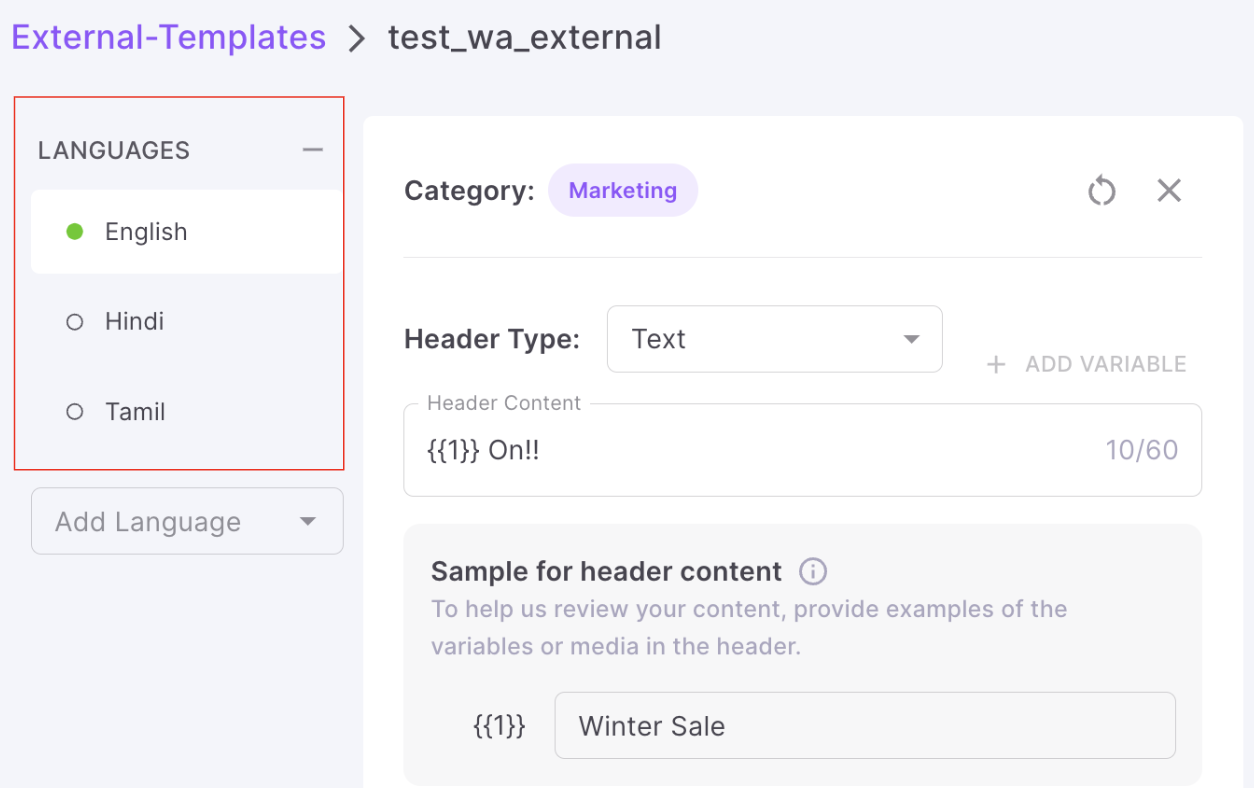 External-Templates > test_wa_external
LANGUAGES
English
Hindi
Tamil
Add Language
Category: Marketing
Header Type: Text
+ ADD VARIABLE
Header Content
{{1}} On!! 10/60
Sample for header content
To help us review your content, provide examples of the
variables or media in the header.
{{1}} Winter Sale